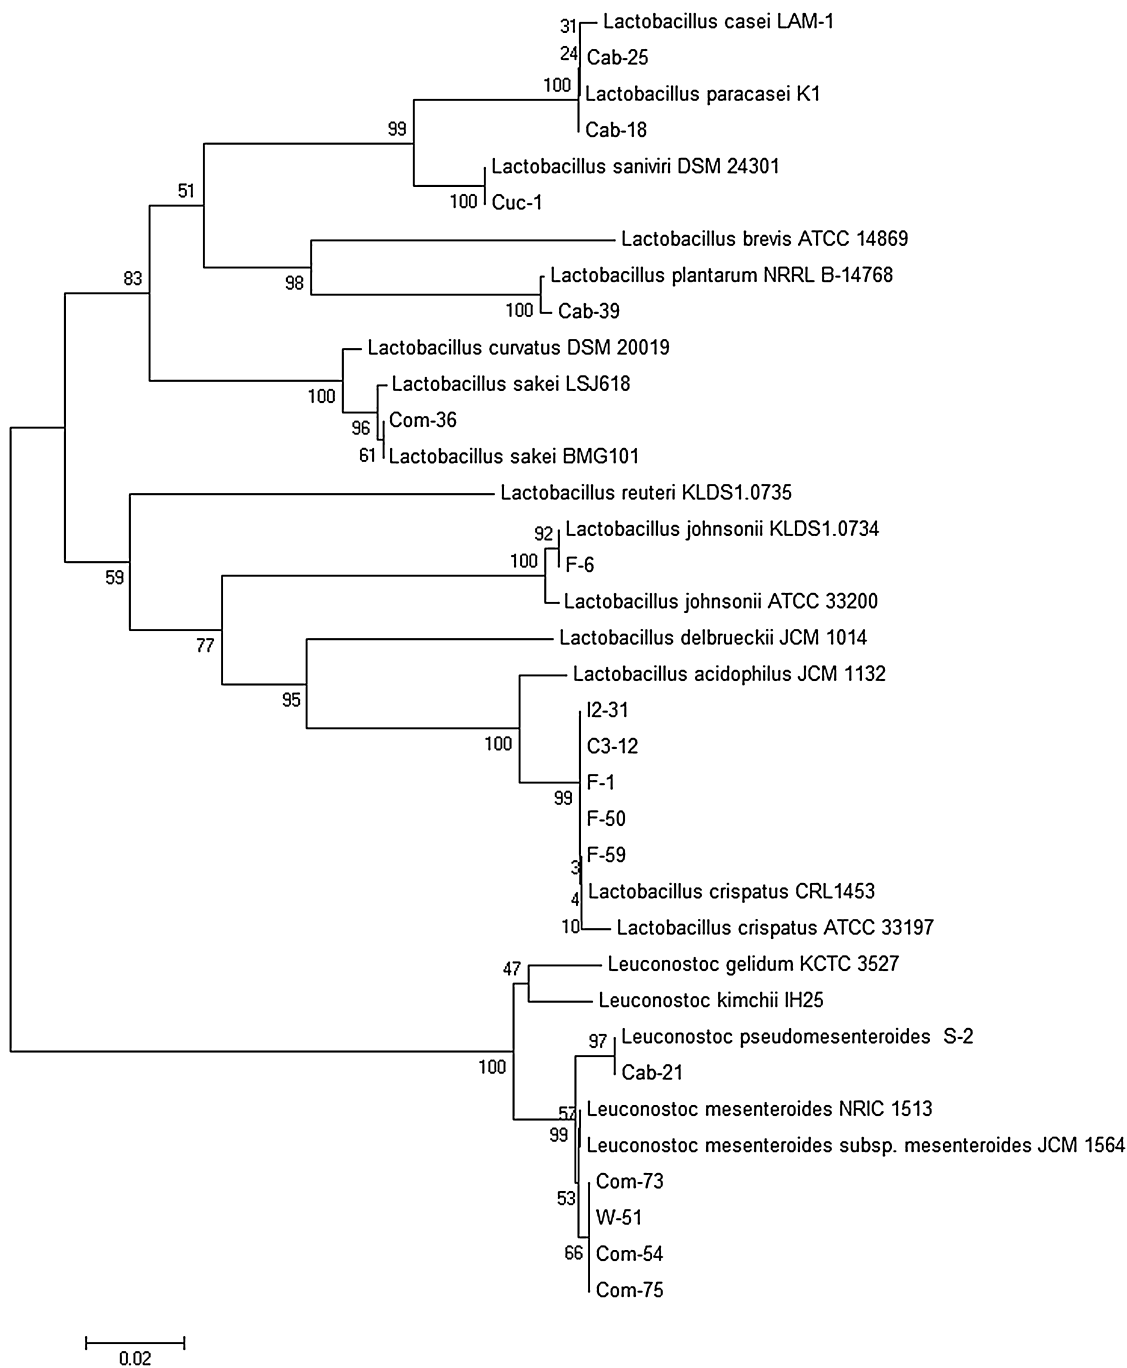 Lactobacillus casei LAM-1
31
24
Cab-25
100
Lactobacillus paracasei K1
99
Cab-18
Lactobacillus saniviri DSM 24301
51
100
Cuc-1
Lactobacillus brevis ATCC 14869
83
98
Lactobacillus plantarum NRRL B-14768
100
Cab-39
Lactobacillus curvatus DSM 20019
100
Lactobacillus sakei LSJ618
96
Com-36
61
Lactobacillus sakei BMG101
Lactobacillus reuteri KLDS1.0735
92
Lactobacillus johnsonii KLDS1.0734
100
F-6
59
Lactobacillus johnsonii ATCC 33200
77
Lactobacillus delbrueckii JCM 1014
95
Lactobacillus acidophilus JCM 1132
100
I2-31
C3-12
F-1
99
F-50
F-59
3
4
Lactobacillus crispatus CRL1453
10
Lactobacillus crispatus ATCC 33197
47
Leuconostoc gelidum KCTC 3527
Leuconostoc kimchii IH25
97
Leuconostoc pseudomesenteroides S-2
100
Cab-21
57
Leuconostoc mesenteroides NRIC 1513
99
Leuconostoc mesenteroides subsp. mesenteroides JCM 1564
Com-73
53
W-51
66
Com-54
Com-75
0.02